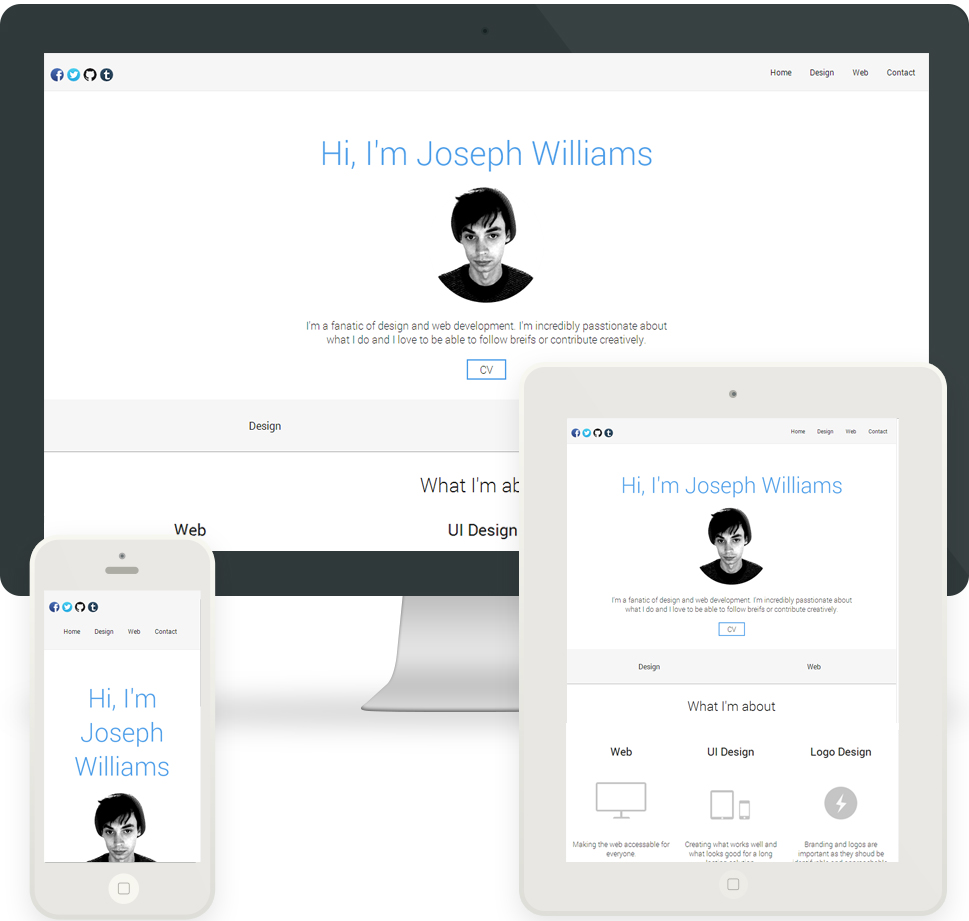 Home Design Web Contact
Hi, I'm Joseph Williams
I'm a fanatic of design and web development. I'm incredibly passtionate about
what I do and I love to be able to follow breifs or contribute creatively.
CV
Design
What I'm ab
Web UI Design
Home Design Web Contact
Hi, I'm Joseph Williams
I'm a fanatic of design and web development. I'm incredibly passtionate about
what I do and I love to be able to follow breifs or contribute creatively.
CV
Design Web
What I'm about
Web UI Design Logo Design
Making the web accessable for
everyone
Creating what works well and
what looks good for a long
Branding and logos are
important as they shoud be
Home Design Web Contact
Hi, I'm
Joseph
Williams